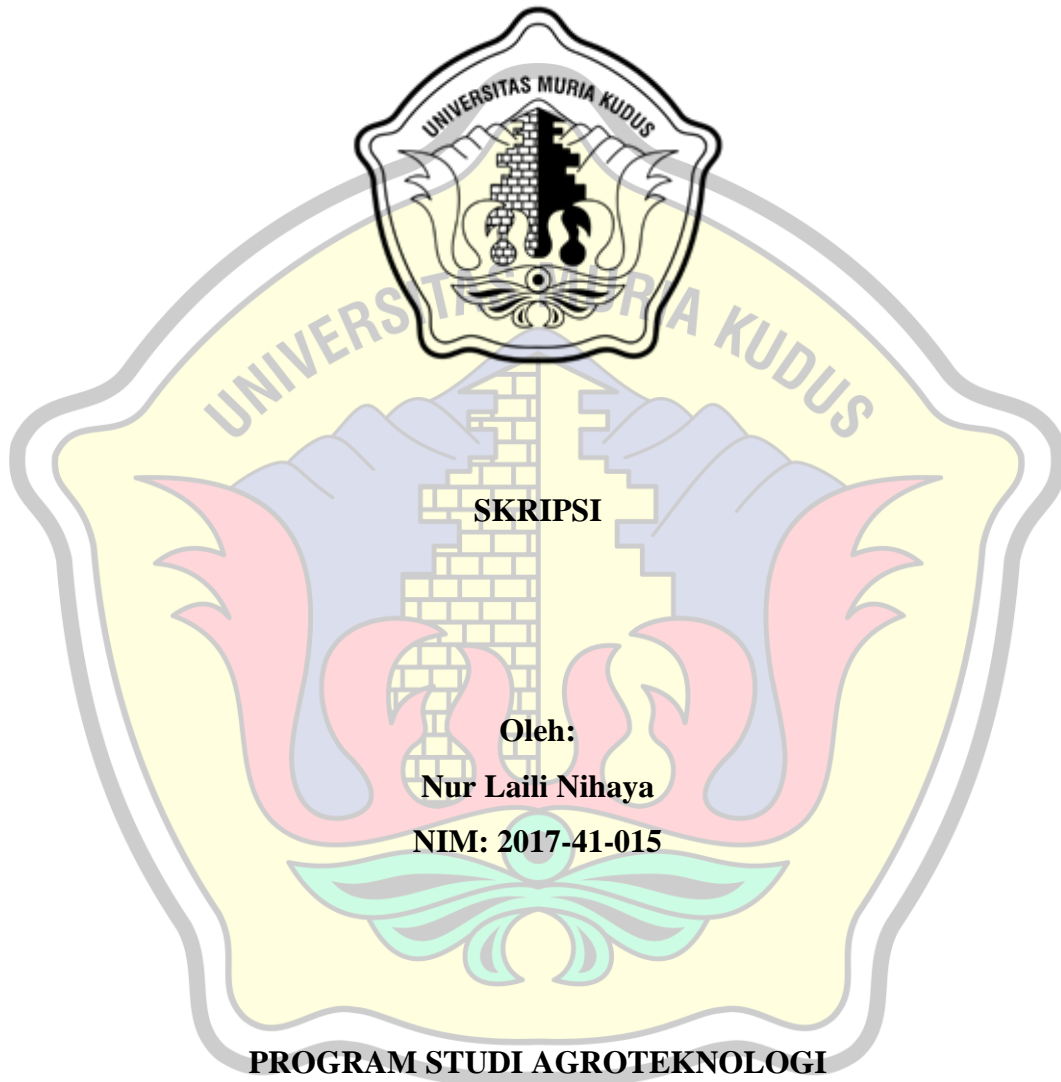 UNIVERSITAS MURIA KUDUS
UNIVERSITAS MURIA KUDUS
SKRIPSI
Oleh:
Nur Laili Nihaya
NIM: 2017-41-015
PROGRAM STUDI AGROTEKNOLOGI